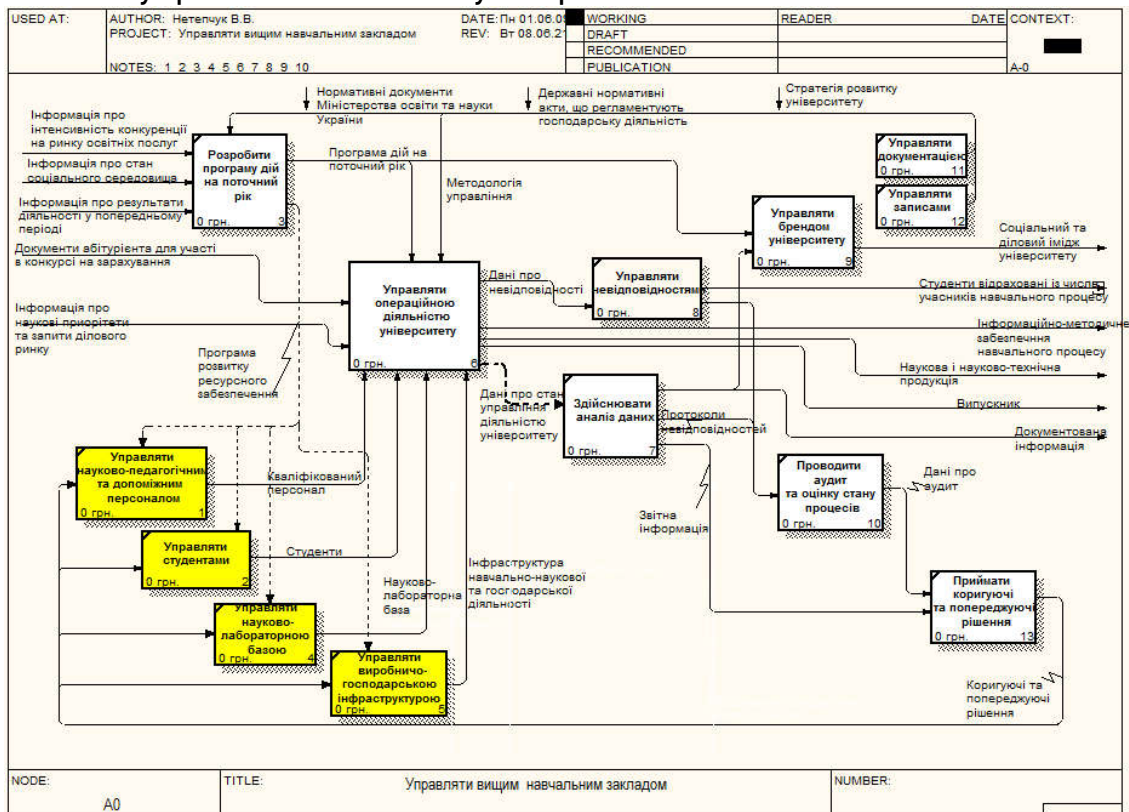 USED AT:
AUTHOR: Нетепчук В.В.
DATE: Пн 01.06.09
WORKING
READER
DATE
CONTEXT:
PROJECT: Управляти вищим навчальним закладом
REV: Вт 08.06.21
DRAFT
RECOMMENDED
NOTES: 1 2 3 4 5 6 7 8 9 10
PUBLICATION
A-0
Нормативні документи
Міністерства освіти та науки
України
Державні нормативні
акти, що регламентують
господарську діяльність
Стратегія розвитку
університету
Інформація про
інтенсивність конкуренції
на ринку освітніх послуг
Інформація про стан
соціального середовища
Інформація про результати
діяльності у попередньому
періоді
Документи абітурієнта для участі
в конкурсі на зарахування
Інформація про
наукові приорітети
та запити ділового
ринку
Розробити
програму дій
на поточний
рік
0 грн.
3
Програма дій на
поточний рік
Методологія
управління
Управляти
документацією
0 грн.
11
Управляти
записами
0 грн.
12
Управляти
брендом
університету
0 грн.
9
Соціальний та
діловий імідж
університету
Управляти
операційною
діяльністю
університету
0 грн.
6
Дані про
невідповідності
Управляти
невідповідностями
0 грн.
8
Студенти відраховані із числа
учасників навчального процесу
Інформаційно-методичне
забезпечння
навчального процесу
Наукова і науково-технічна
продукція
Випускник
Документована
інформація
Програма
розвитку
ресурсного
забезпечення
Дані про стан
управління
діяльністю
університету
Здійснювати
аналіз даних
0 грн.
7
Протоколи
невідповідностей
Управляти
науково-педагогічним
та допоміжним
персоналом
0 грн.
1
Кваліфікований
персонал
Звітна
інформація
Проводити
аудит
та оцінку стану
процесів
0 грн.
10
Дані про
аудит
Управляти
студентами
0 грн.
2
Студенти
Науково-
лабораторна
база
Інфраструктура
навчально-наукової
та господарської
діяльності
Управляти
науково-
лабораторною
базою
0 грн.
4
Управляти
виробничо-
господарською
інфраструктурою
0 грн.
5
Приймати
коригуючі
та попереджуючі
рішення
0 грн.
13
Коригуючі та
попереджуючі
рішення
NODE:
A0
TITLE:
Управляти вищим навчальним закладом
NUMBER: